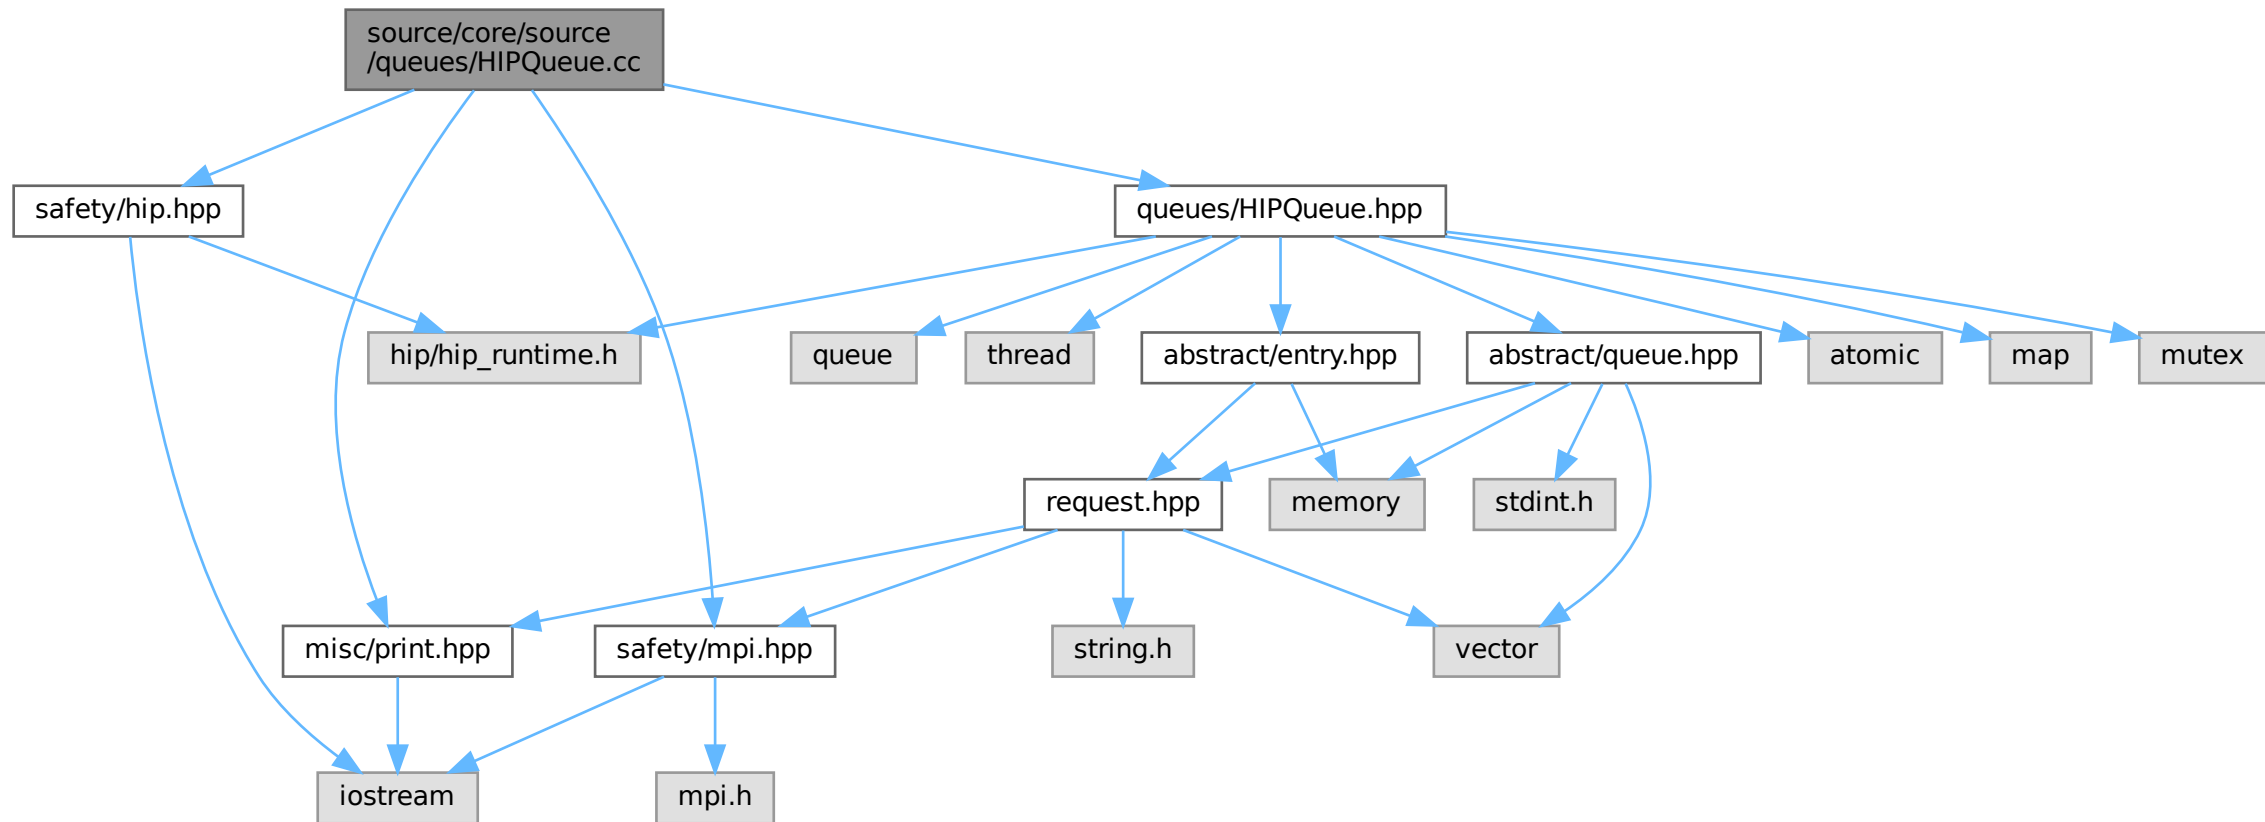 source/core/source
/queues/HIPQueue.cc
safety/hip.hpp
queues/HIPQueue.hpp
hip/hip_runtime.h
queue
thread
abstract/entry.hpp
abstract/queue.hpp
atomic
map
mutex
request.hpp
memory
stdint.h
misc/print.hpp
safety/mpi.hpp
string.h
vector
iostream
mpi.h